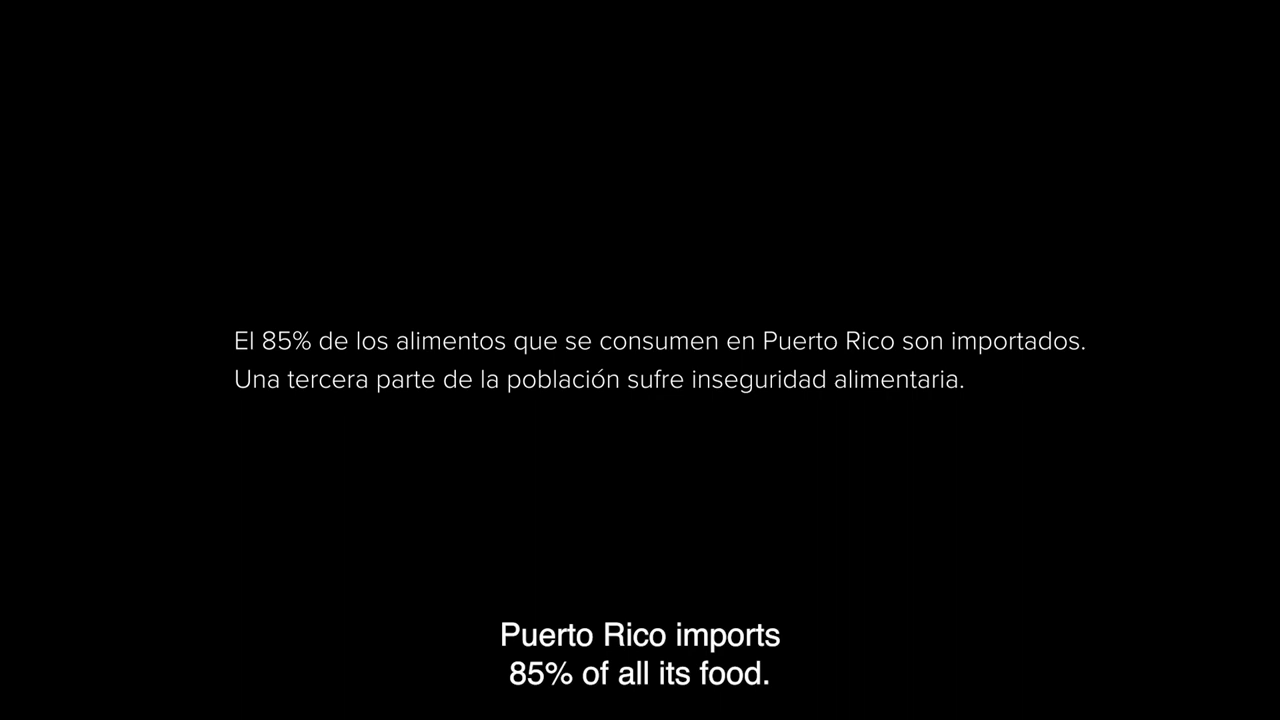 El 85% de los alimentos que se consumen en Puerto Rico son importados.
Una tercera parte de la población sufre inseguridad alimentaria.
Puerto Rico imports
85% of all its food.